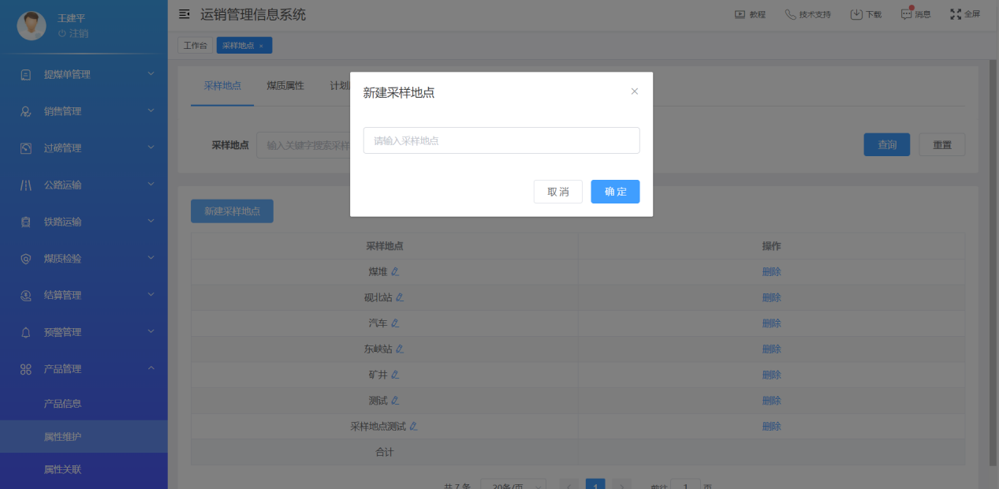 王建平
注销
运销管理信息系统
教程
技术支持
下载
消息
全屏
工作台
采样地点 ×
提煤单管理
销售管理
过磅管理
公路运输
铁路运输
煤质检验
结算管理
预警管理
产品管理
产品信息
属性维护
属性关联
采样地点
煤质属性
计划
采样地点
输入关键字搜索采样
查询
重置
新建采样地点
请输入采样地点
取 消
确 定
新建采样地点
采样地点
操作
煤堆
删除
砚北站
删除
汽车
删除
东峡站
删除
矿井
删除
测试
删除
采样地点测试
删除
合计
共 7 条
30条/页
1
前往
1
页